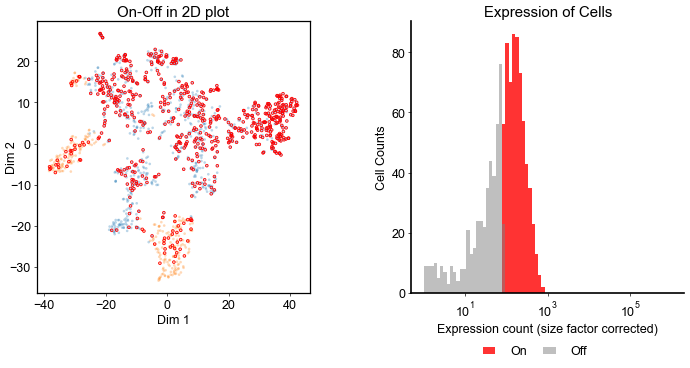 On-Off in 2D plot
Dim 2
20
10
0
−10
−20
−30
−40
−20
0
20
40
Dim 1
Expression of Cells
Cell Counts
80
60
40
20
0
10^1
10^3
10^5
Expression count (size factor corrected)
On
Off